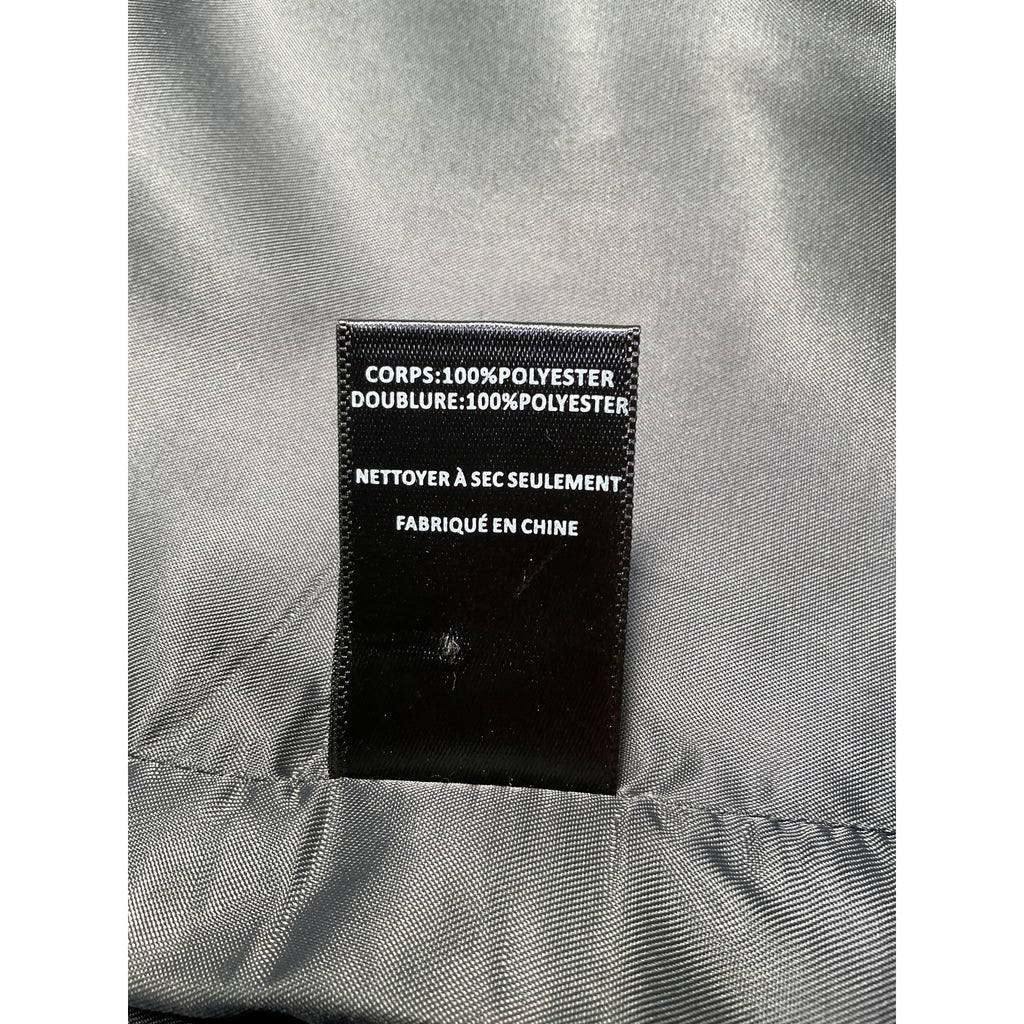 CORPS:100%POLYESTER
DOUBLURE:100%POLYESTER
NETTOYER À SEC SEULEMENT
FABRIQUÉ EN CHINE